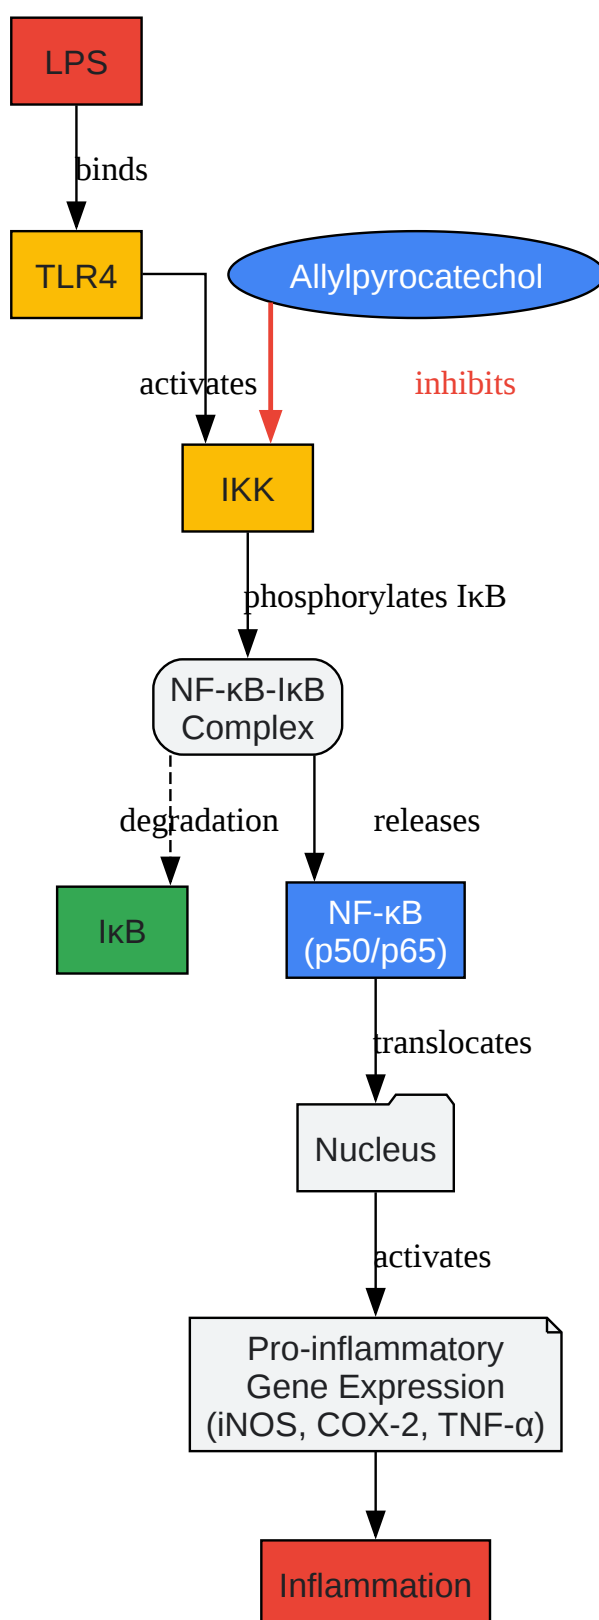 LPS
binds
TLR4
Allylpyrocatechol
activates
inhibits
IKK
phosphorylates IκB
NF-κB-IκB
Complex
degradation
releases
IκB
NF-κB
(p50/p65)
translocates
Nucleus
activates
Pro-inflammatory
Gene Expression
(iNOS, COX-2, TNF-α)
Inflammation